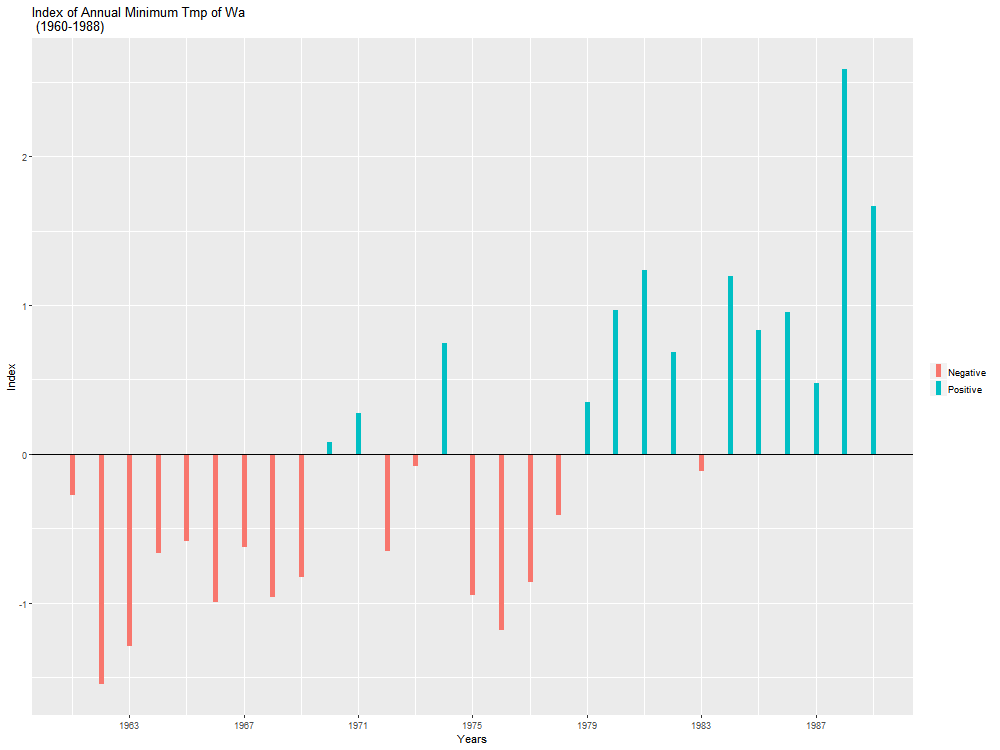 Index of Annual Minimum Tmp of Wa
(1960-1988)
2
1
0
-1
Index
1963 1967 1971 1975 1979 1983 1987
Years
Negative
Positive